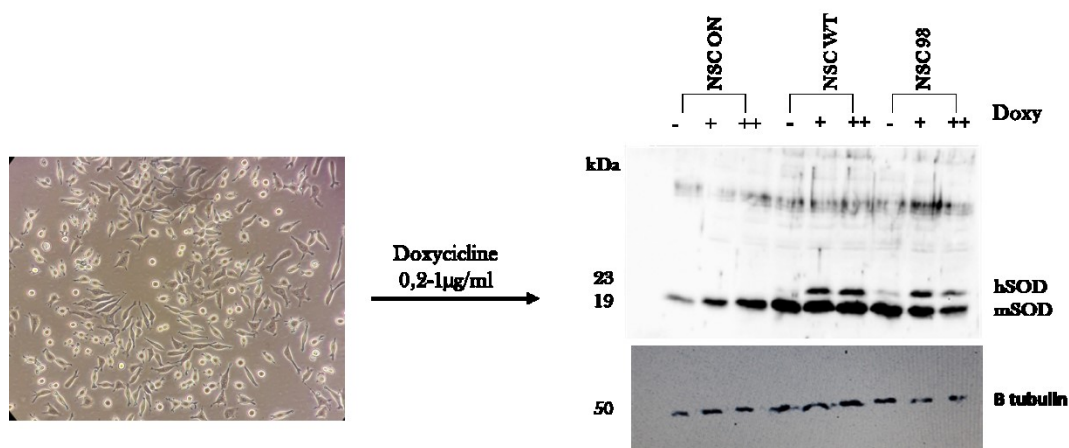 NSC ON NSC WT NSC 98
- + ++ - + ++ - + ++ Doxy
kDa
Doxycicline
0,2-1µg/ml
23 hSOD
19 mSOD
50 B tubulin